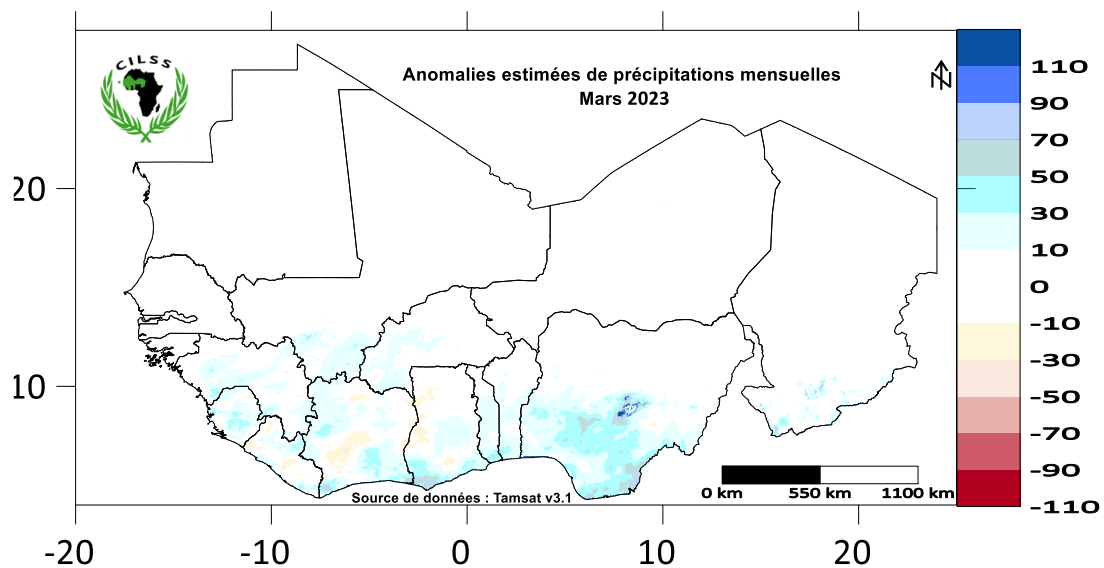 CILSS
Anomalies estimées de précipitations mensuelles
Mars 2023
N
110
90
70
50
30
10
0
-10
-30
-50
-70
-90
-110
20
10
0 km
550 km
1100 km
Source de données : Tamsat v3.1
-20
-10
0
10
20